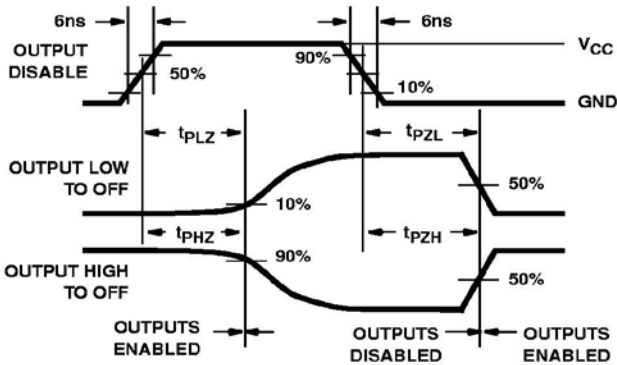 6ns
6ns
OUTPUT
DISABLE
50%
90%
10%
VCC
GND
tPLZ
tPZL
OUTPUT LOW
TO OFF
10%
50%
tPHZ
tPZH
OUTPUT HIGH
TO OFF
90%
50%
OUTPUTS
ENABLED
OUTPUTS
DISABLED
OUTPUTS
ENABLED